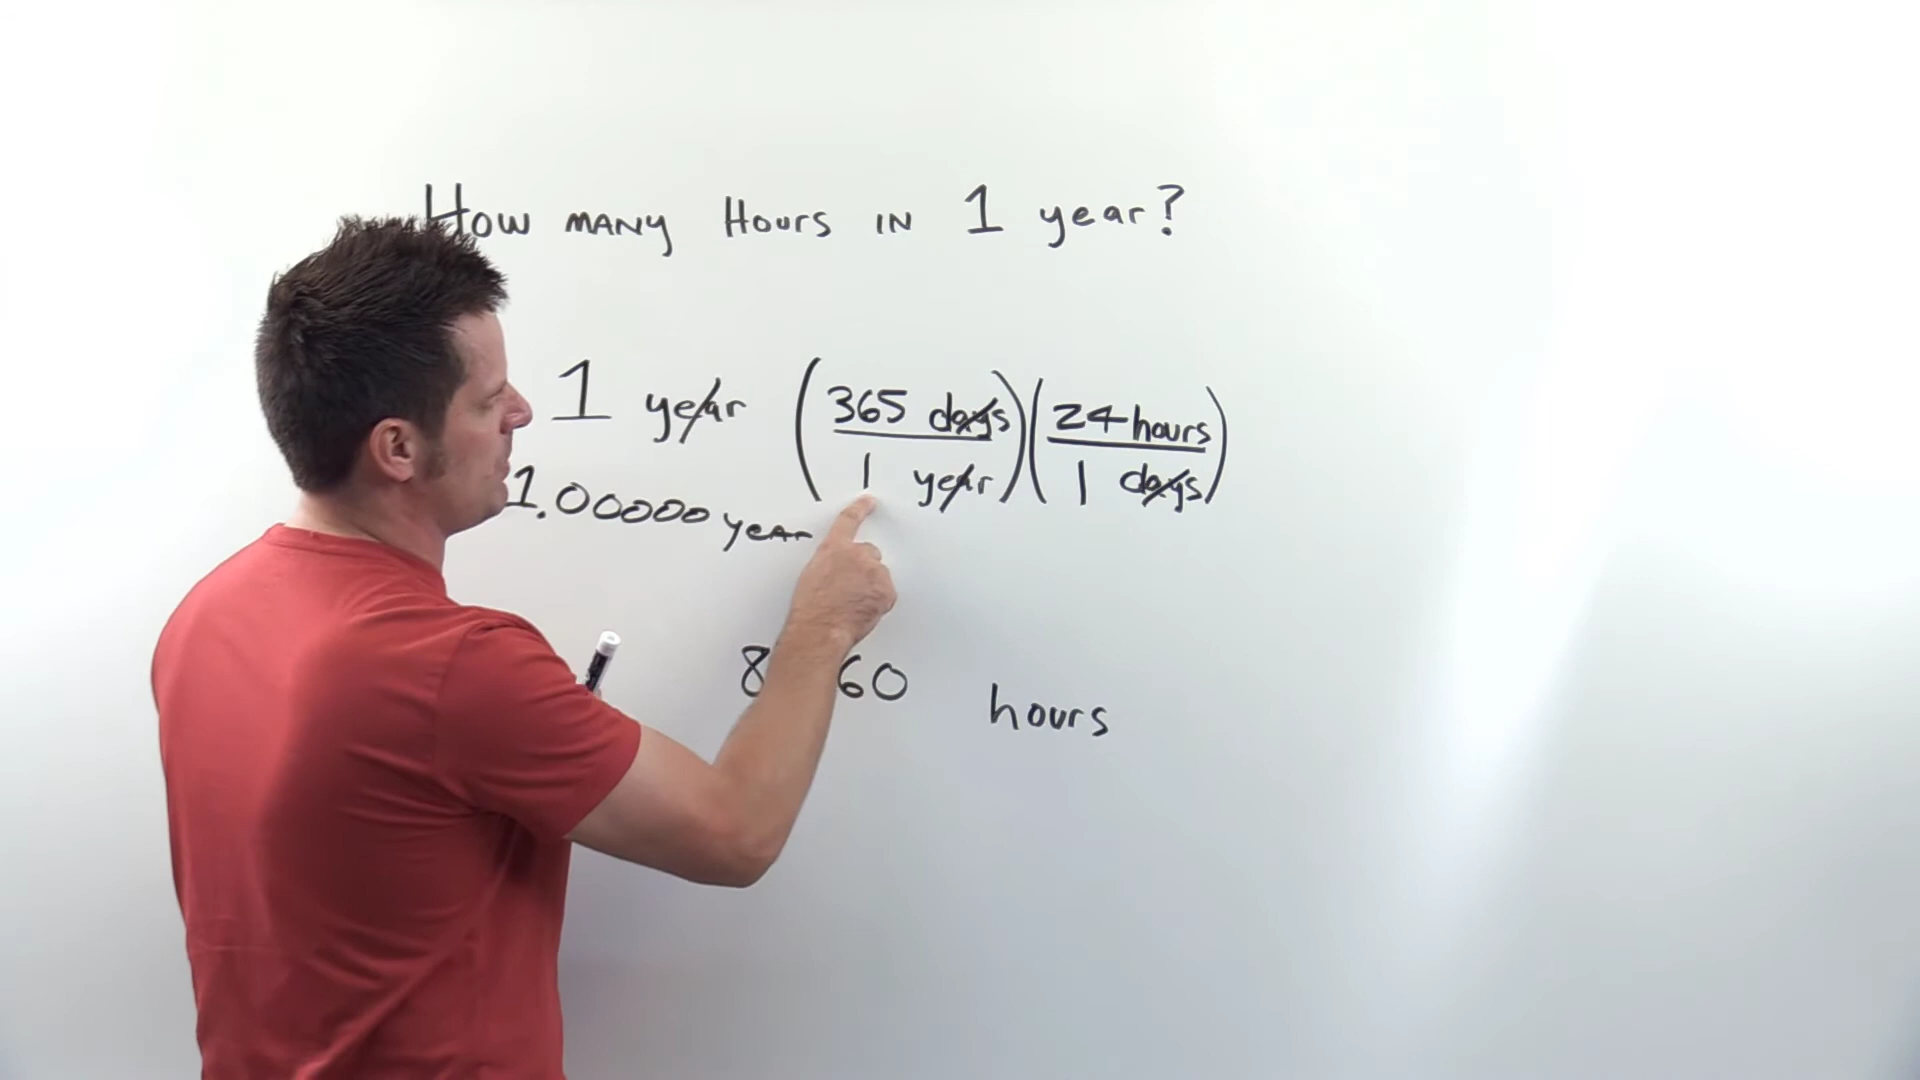 How many Hours in 1 year?
1 year (365 days / 1 year)(24 hours / 1 days)
1.00000 year
60 hours